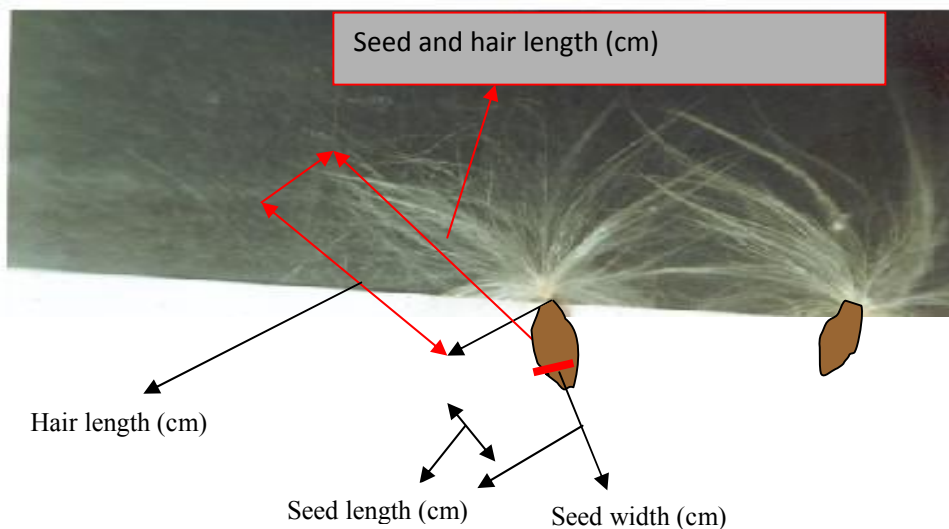 Seed and hair length (cm)
Hair length (cm)
Seed length (cm)
Seed width (cm)